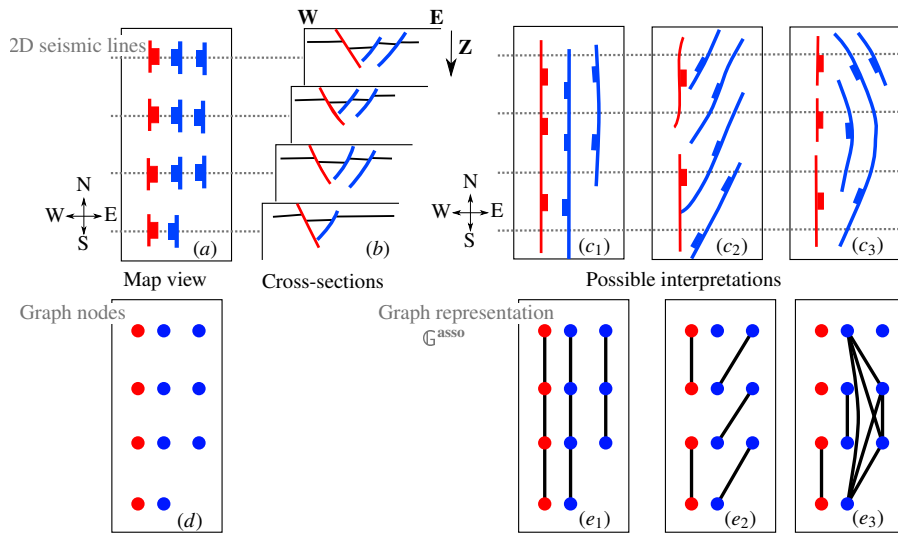 2D seismic lines
W
E
Z
N
W
E
S
(a)
(b)
Map view
Cross-sections
N
W
E
S
(c1)
(c2)
(c3)
Possible interpretations
Graph nodes
(d)
Graph representation
𝔾asso
(e1)
(e2)
(e3)